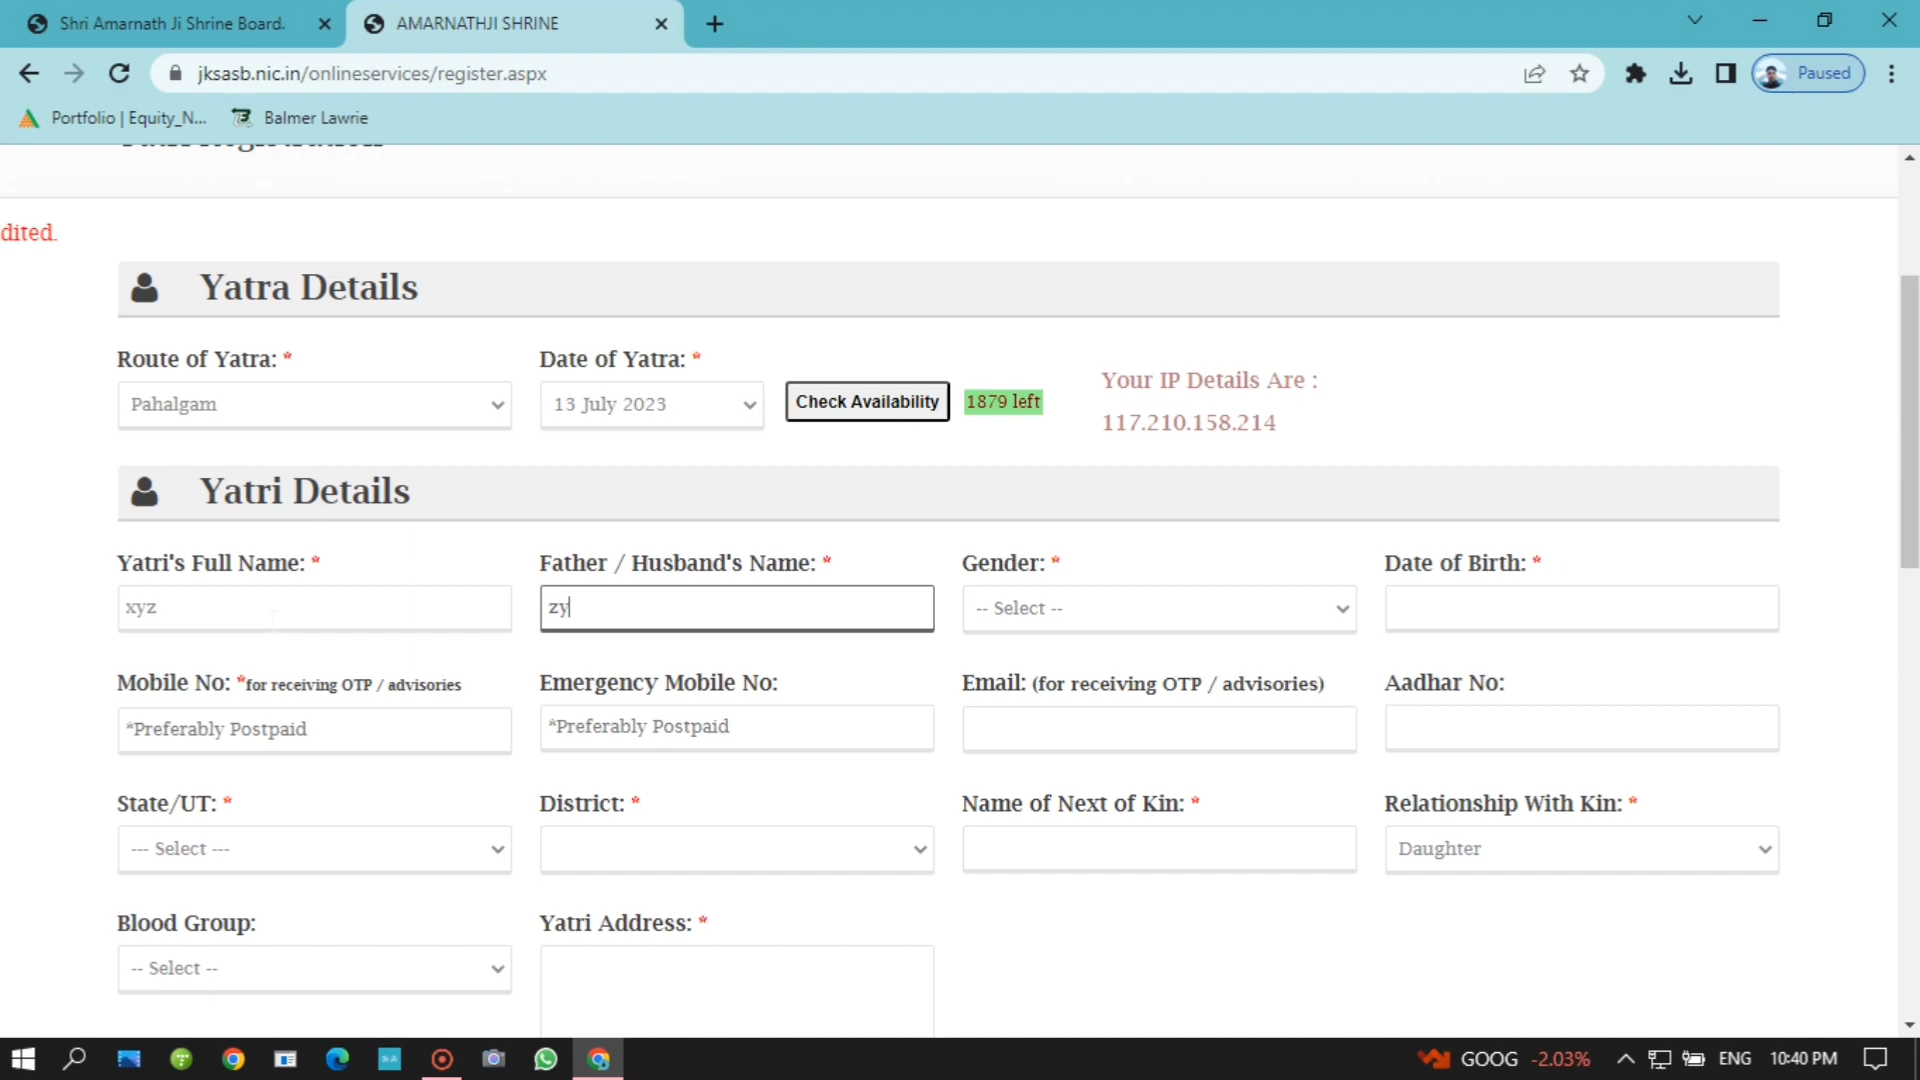 Shri Amarnath Ji Shrine Board.
AMARNATHJI SHRINE
jksasb.nic.in/onlineservices/register.aspx
Paused
Portfolio | Equity_N...
Balmer Lawrie
dited.
Yatra Details
Route of Yatra: *
Date of Yatra: *
Pahalgam
13 July 2023
Check Availability
1879 left
Your IP Details Are :
117.210.158.214
Yatri Details
Yatri's Full Name: *
Father / Husband's Name: *
Gender: *
Date of Birth: *
xyz
zy
-- Select --
Mobile No: *for receiving OTP / advisories
Emergency Mobile No:
Email: (for receiving OTP / advisories)
Aadhar No:
*Preferably Postpaid
*Preferably Postpaid
State/UT: *
District: *
Name of Next of Kin: *
Relationship With Kin: *
--- Select ---
Daughter
Blood Group:
Yatri Address: *
-- Select --
GOOG -2.03%
ENG
10:40 PM